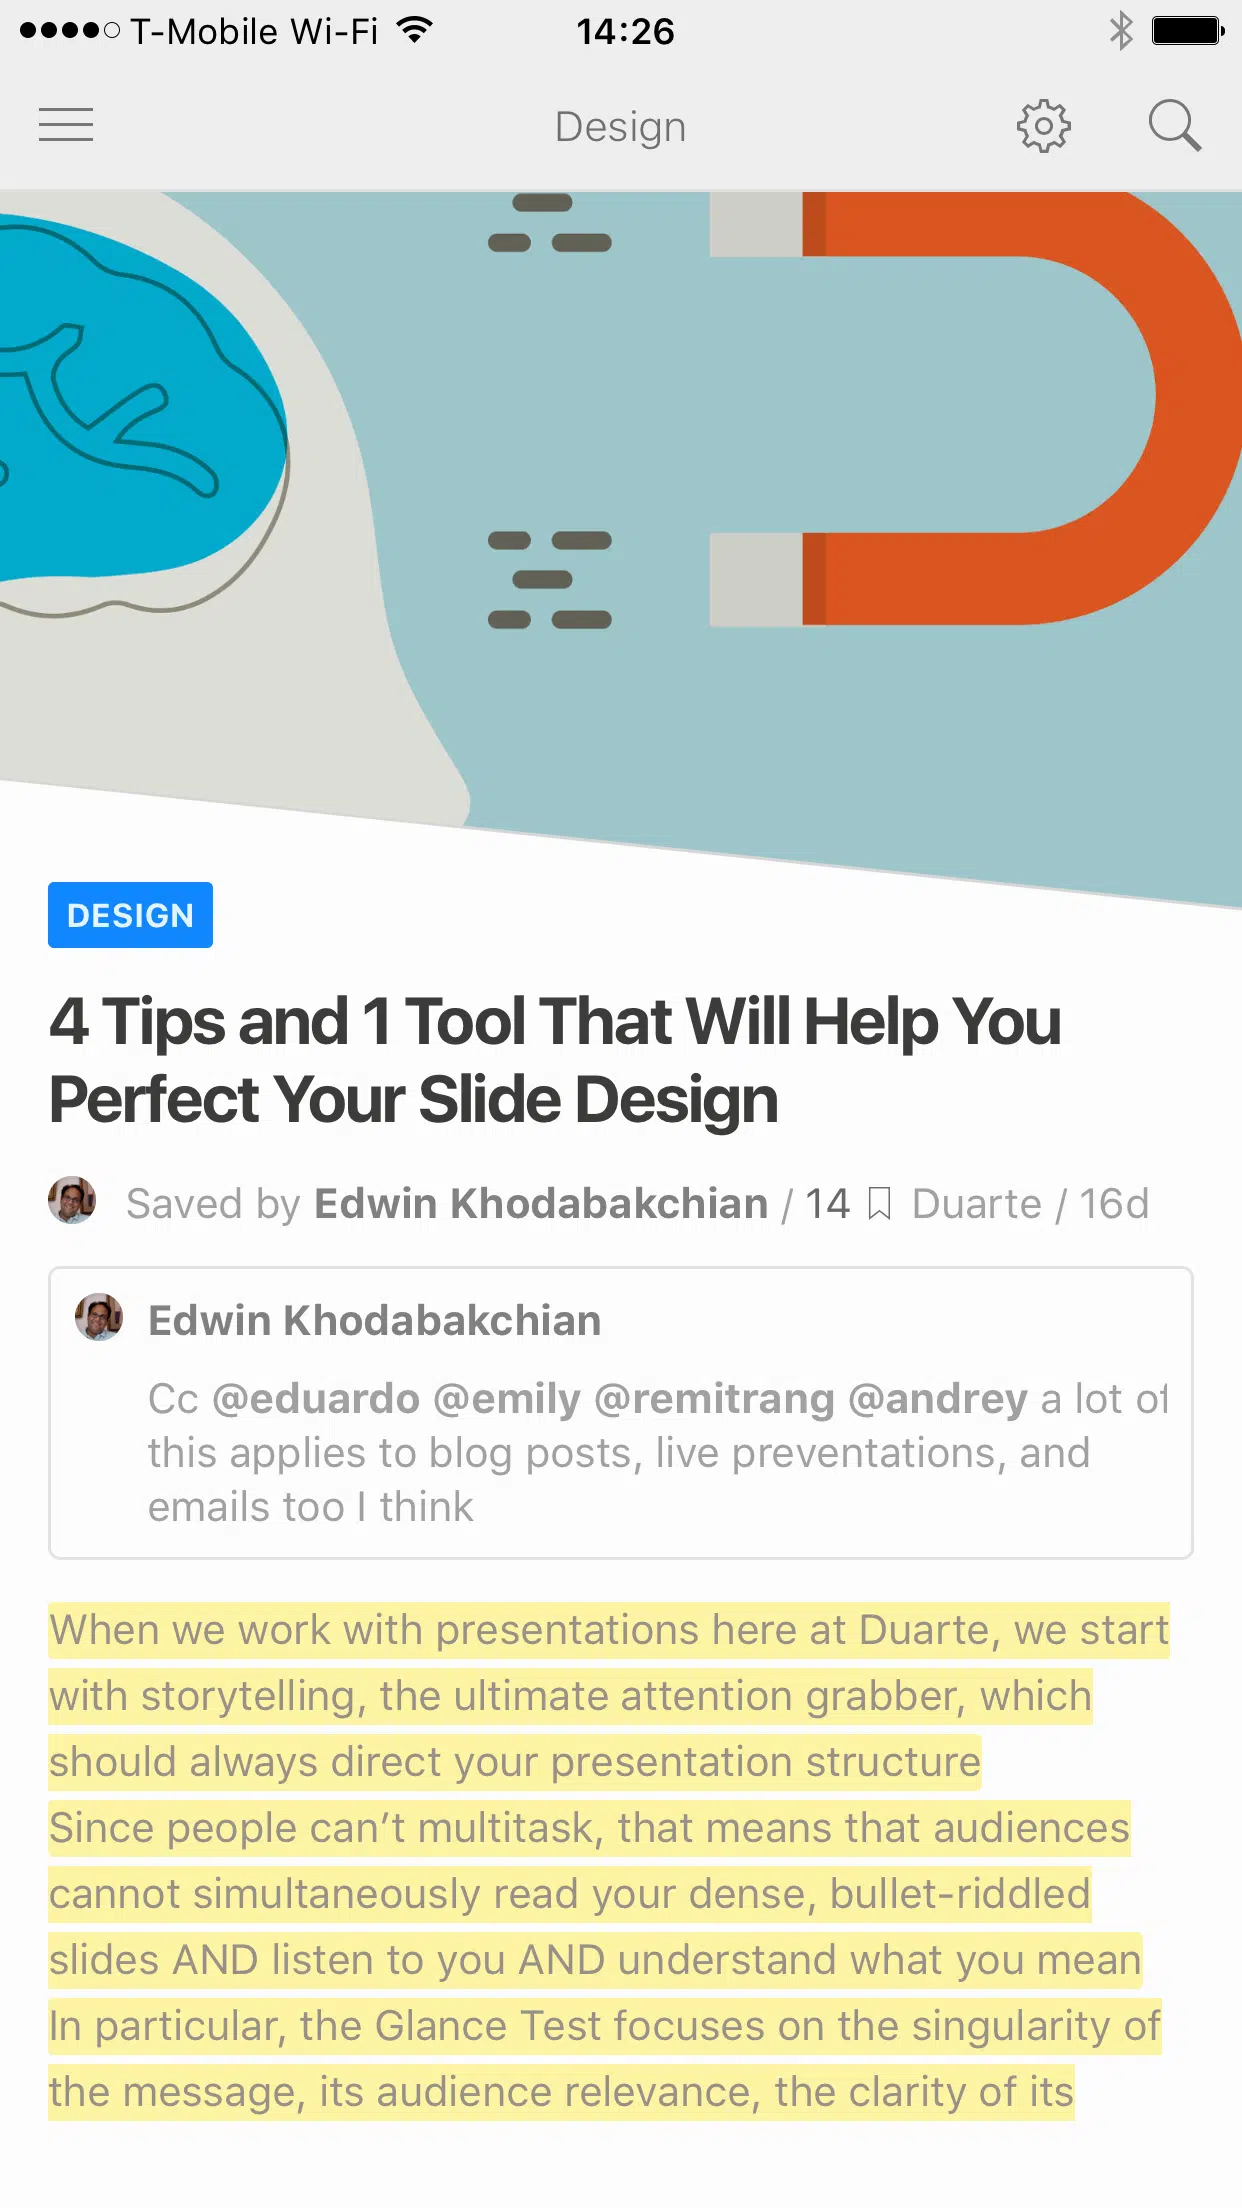 T-Mobile Wi-Fi 14:26
Design
DESIGN
4 Tips and 1 Tool That Will Help You
Perfect Your Slide Design
Saved by Edwin Khodabakchian / 14 Duarte / 16d
Edwin Khodabakchian
Cc @eduardo @emily @remitrang @andrey a lot of
this applies to blog posts, live preventations, and
emails too I think
When we work with presentations here at Duarte, we start
with storytelling, the ultimate attention grabber, which
should always direct your presentation structure
Since people can’t multitask, that means that audiences
cannot simultaneously read your dense, bullet-riddled
slides AND listen to you AND understand what you mean
In particular, the Glance Test focuses on the singularity of
the message, its audience relevance, the clarity of its